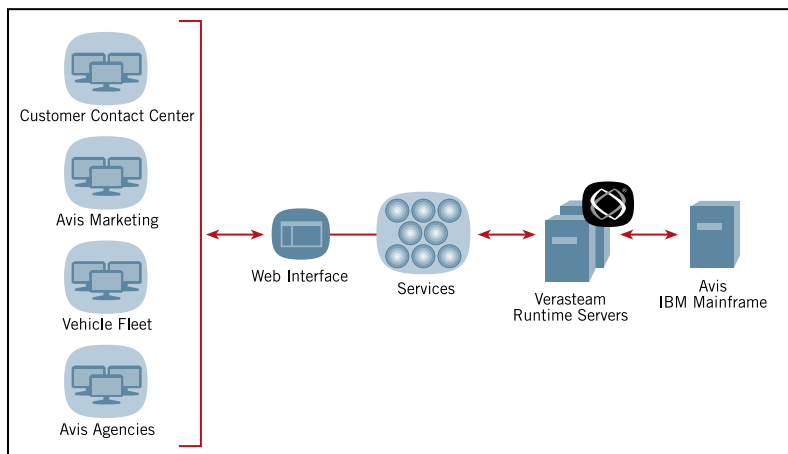 Customer Contact Center
Avis Marketing
Vehicle Fleet
Avis Agencies
Web Interface
Services
Verasteam
Runtime Servers
Avis
IBM Mainframe